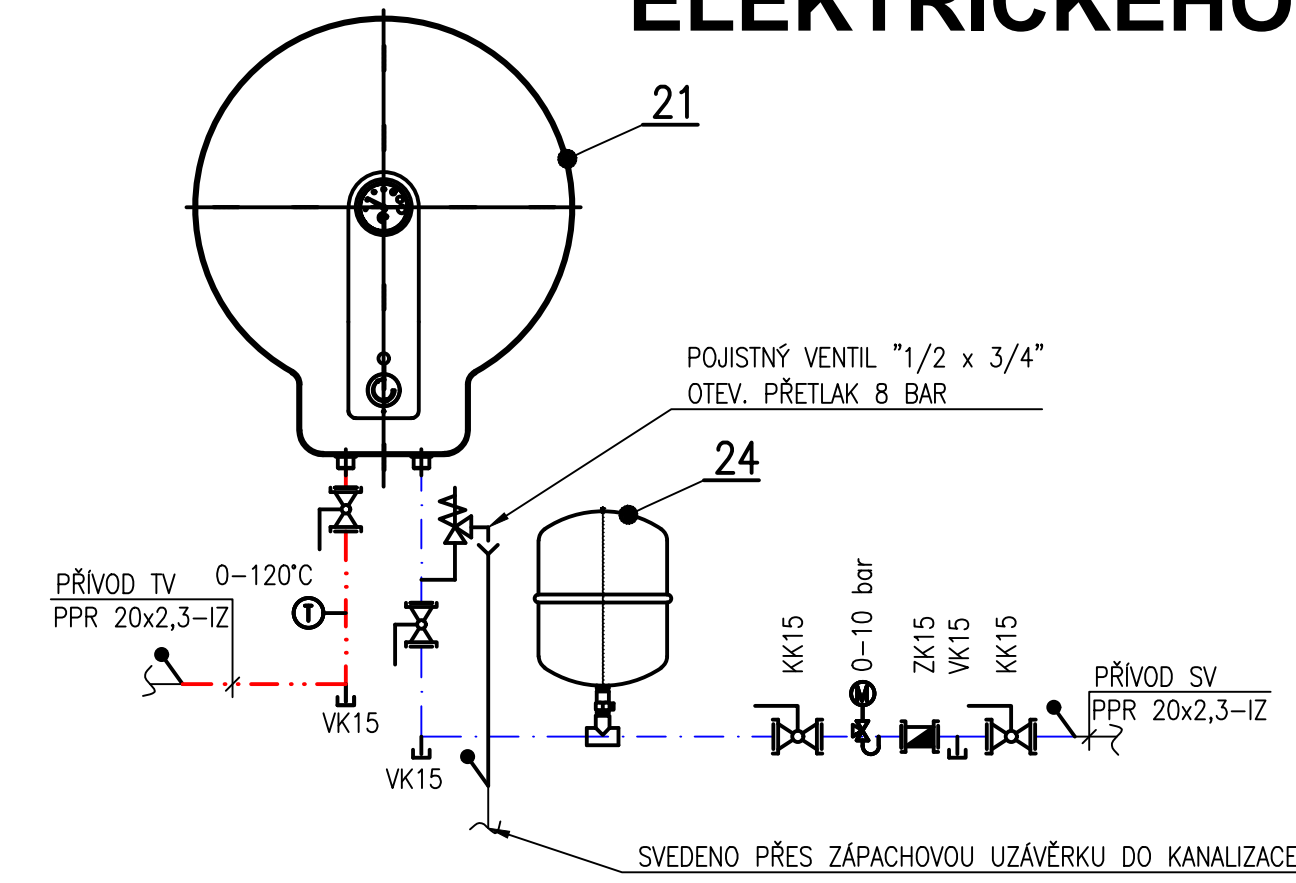 ELEKTRICKÉHO
21
POJISTNÝ VENTIL "1/2 x 3/4"
OTEV. PŘETLAK 8 BAR
24
PŘÍVOD TV
PPR 20x2,3-IZ
0-120°C
T
VK15
VK15
KK15
0-10 bar
M
ZK15
VK15
KK15
PŘÍVOD SV
PPR 20x2,3-IZ
SVEDENO PŘES ZÁPACHOVOU UZÁVĚRKU DO KANALIZACE